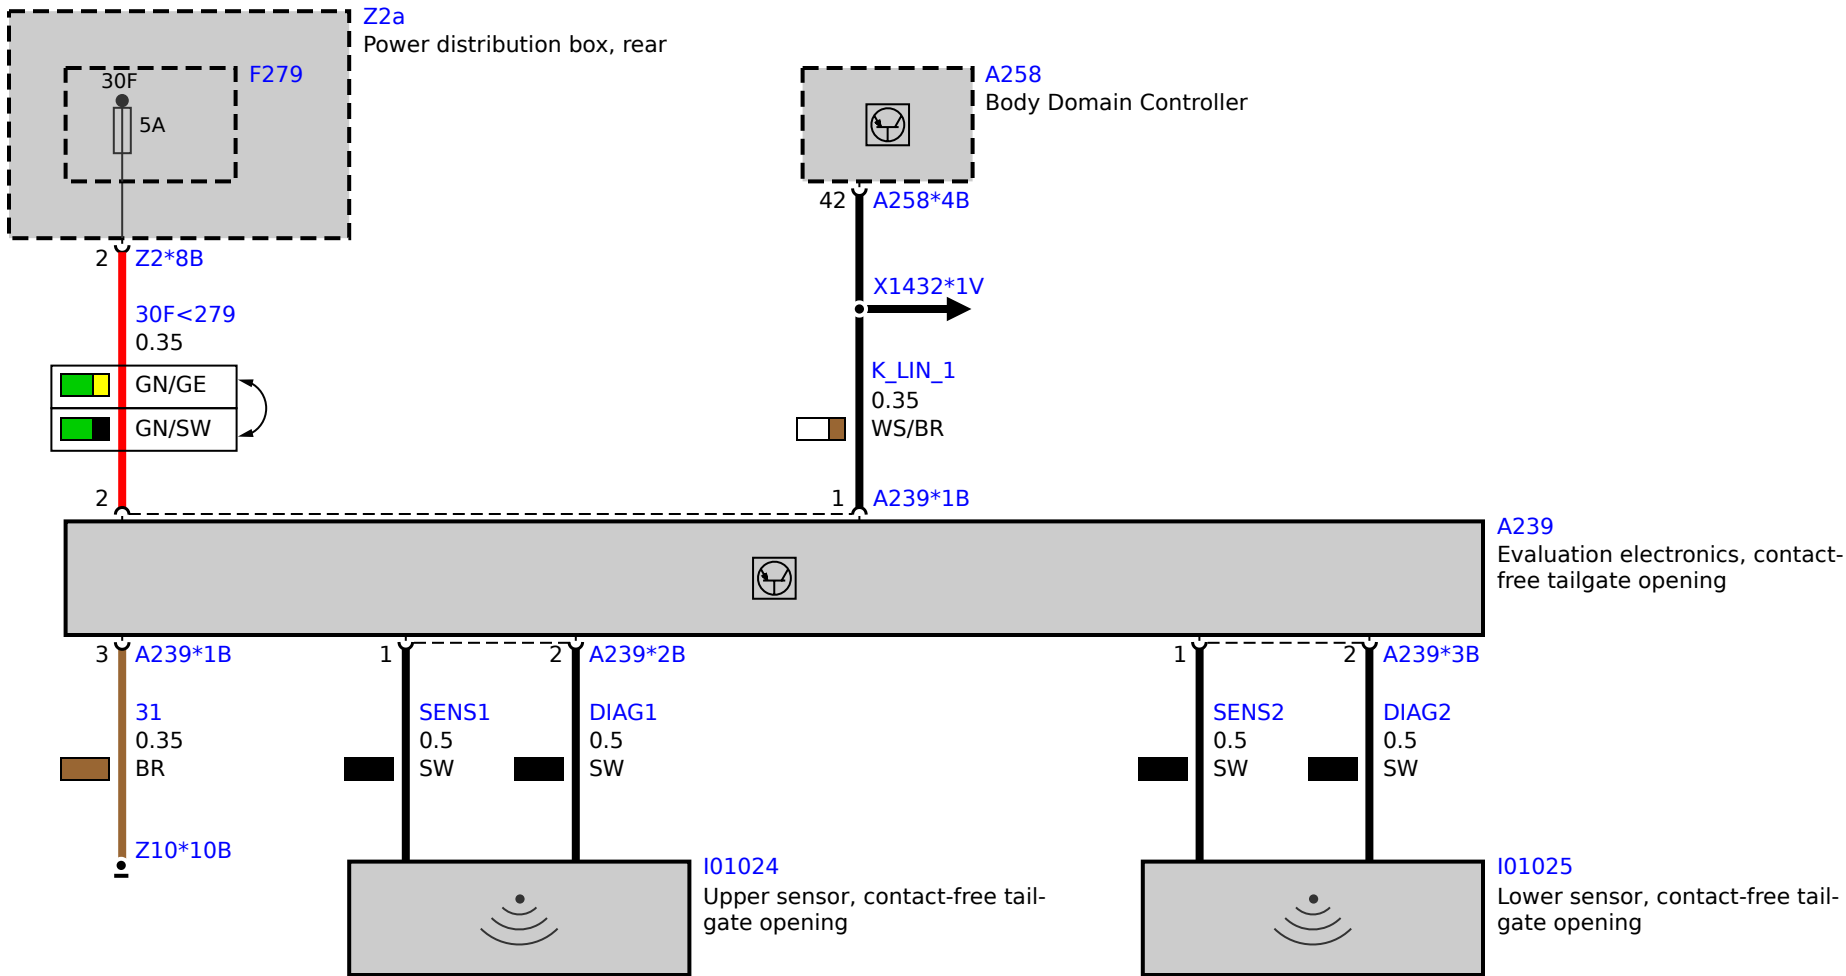 Z2a
Power distribution box, rear
30F
F279
5A
A258
Body Domain Controller
2 Z2*8B
42 A258*4B
X1432*1V
30F<279
0.35
GN/GE
GN/SW
K_LIN_1
0.35
WS/BR
2
1 A239*1B
A239
Evaluation electronics, contact-
free tailgate opening
3 A239*1B
1
2 A239*2B
1
2 A239*3B
31
0.35
BR
SENS1
0.5
SW
DIAG1
0.5
SW
SENS2
0.5
SW
DIAG2
0.5
SW
Z10*10B
I01024
Upper sensor, contact-free tail-
gate opening
I01025
Lower sensor, contact-free tail-
gate opening